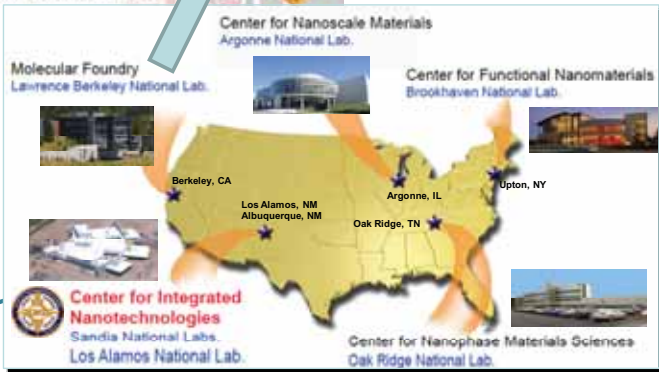 Center for Nanoscale Materials
Argonne National Lab.
Molecular Foundry
Lawrence Berkeley National Lab.
Center for Functional Nanomaterials
Brookhaven National Lab.
Berkeley, CA
Los Alamos, NM
Albuquerque, NM
Argonne, IL
Upton, NY
Oak Ridge, TN
Center for Integrated
Nanotechnologies
Sandia National Labs.
Los Alamos National Lab.
Center for Nanophase Materials Sciences
Oak Ridge National Lab.